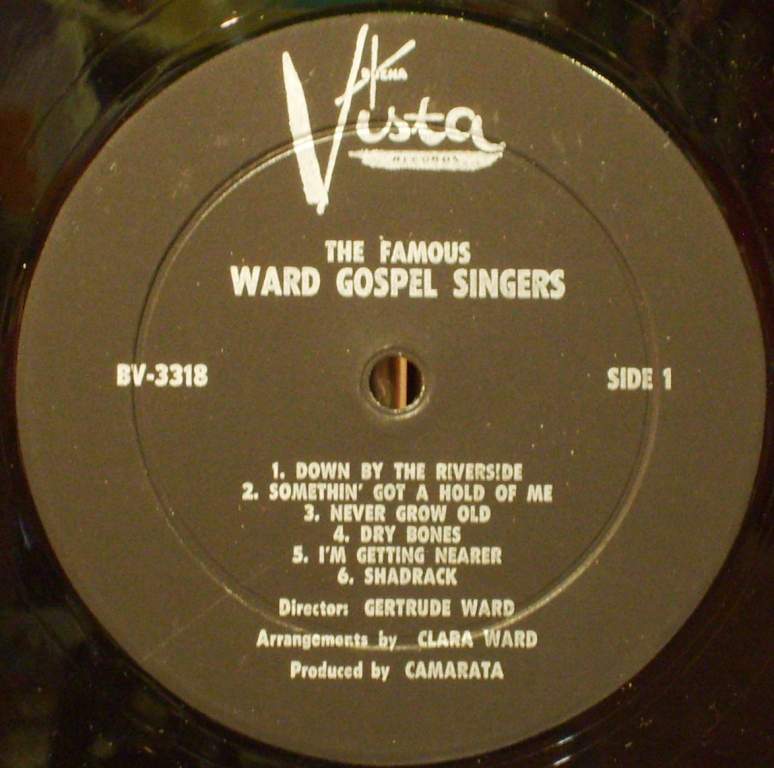 BUENA
Vista
RECORDS
THE FAMOUS
WARD GOSPEL SINGERS
BV-3318
SIDE 1
1. DOWN BY THE RIVERSIDE
2. SOMETHIN' GOT A HOLD OF ME
3. NEVER GROW OLD
4. DRY BONES
5. I'M GETTING NEARER
6. SHADRACK
Director: GERTRUDE WARD
Arrangements by CLARA WARD
Produced by CAMARATA